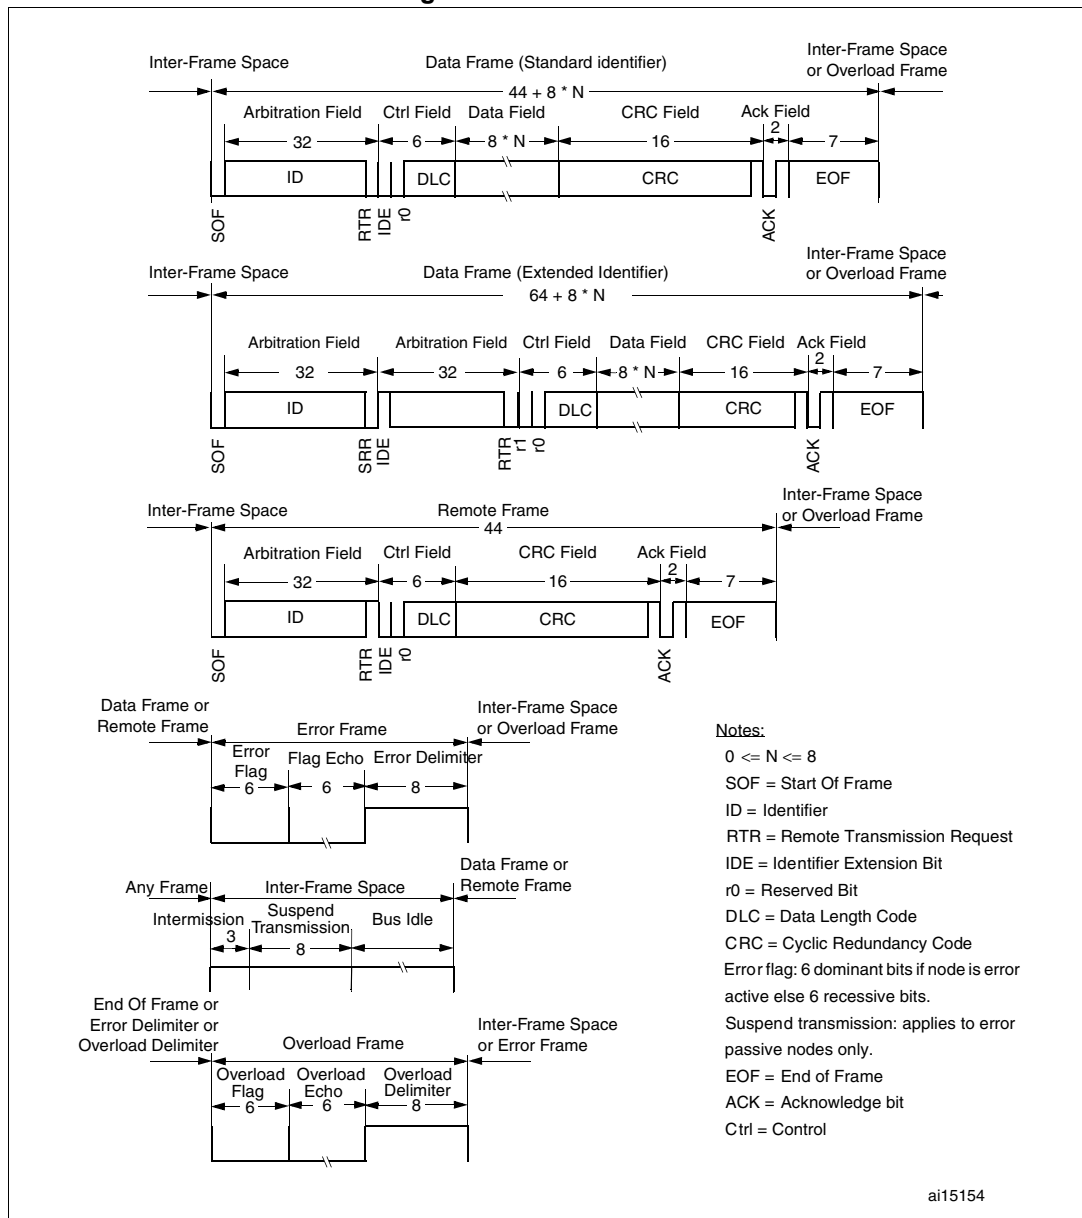 Inter-Frame Space
Data Frame (Standard identifier)
Inter-Frame Space
or Overload Frame
44 + 8 * N
Arbitration Field
Ctrl Field
Data Field
CRC Field
Ack Field
32
6
8 * N
16
2
7
ID
DLC
CRC
EOF
SOF
RTR
IDE
r0
ACK
Inter-Frame Space
Data Frame (Extended Identifier)
Inter-Frame Space
or Overload Frame
64 + 8 * N
Arbitration Field
Arbitration Field
Ctrl Field
Data Field
CRC Field
Ack Field
32
32
6
8 * N
16
2
7
ID
DLC
CRC
EOF
SOF
SRR
IDE
RTR
r1
r0
ACK
Inter-Frame Space
Remote Frame
Inter-Frame Space
or Overload Frame
44
Arbitration Field
Ctrl Field
CRC Field
Ack Field
32
6
16
2
7
ID
DLC
CRC
EOF
SOF
RTR
IDE
r0
ACK
Data Frame or
Remote Frame
Error Frame
Inter-Frame Space
or Overload Frame
Error
Flag
Flag Echo
Error Delimiter
6
6
8
Any Frame
Inter-Frame Space
Data Frame or
Remote Frame
Intermission
3
Suspend
Transmission
8
Bus Idle
End Of Frame or
Error Delimiter or
Overload Delimiter
Overload Frame
Inter-Frame Space
or Error Frame
Overload
Flag
Overload
Echo
Overload
Delimiter
6
6
8
Notes:
0 <= N <= 8
SOF = Start Of Frame
ID = Identifier
RTR = Remote Transmission Request
IDE = Identifier Extension Bit
r0 = Reserved Bit
DLC = Data Length Code
CRC = Cyclic Redundancy Code
Error flag: 6 dominant bits if node is error
active else 6 recessive bits.
Suspend transmission: applies to error
passive nodes only.
EOF = End of Frame
ACK = Acknowledge bit
Ctrl = Control
ai15154